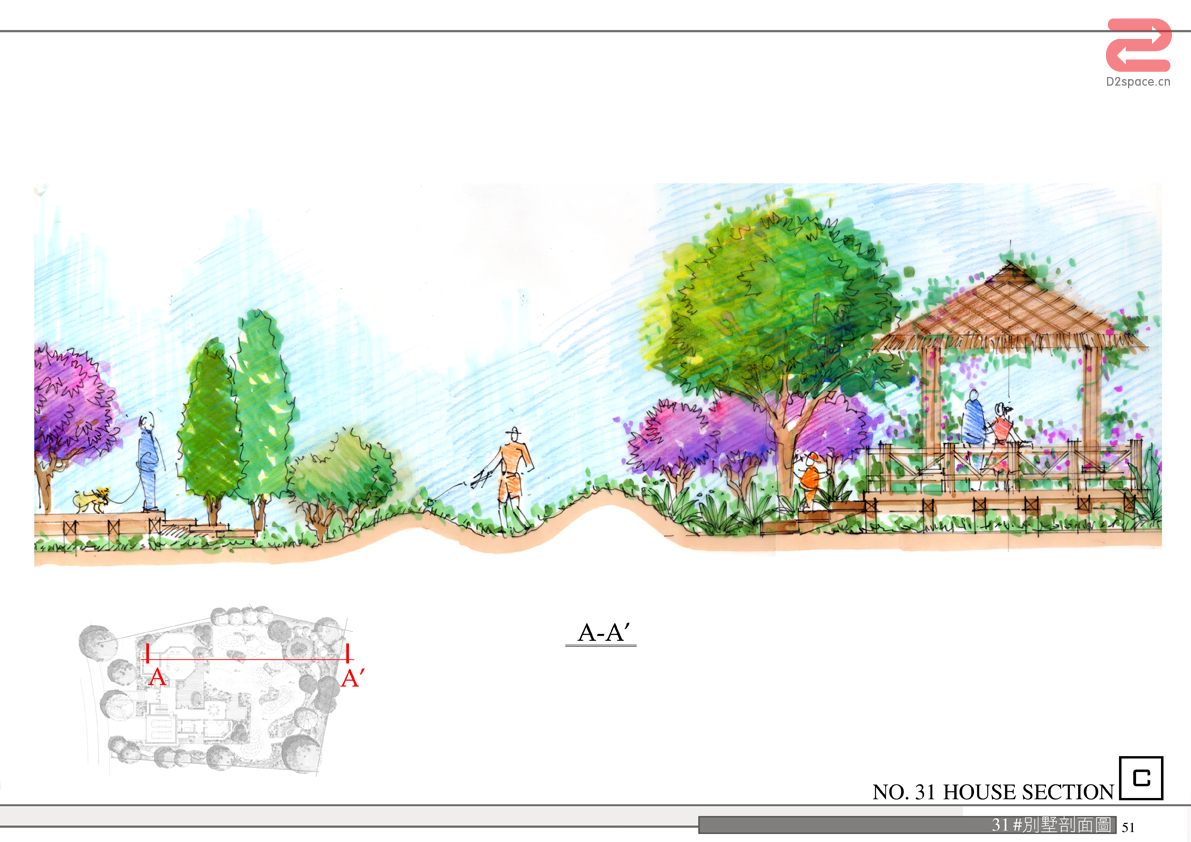 D2space.cn
A-A′
A
A′
NO. 31 HOUSE SECTION
C
31#別墅剖面圖
51